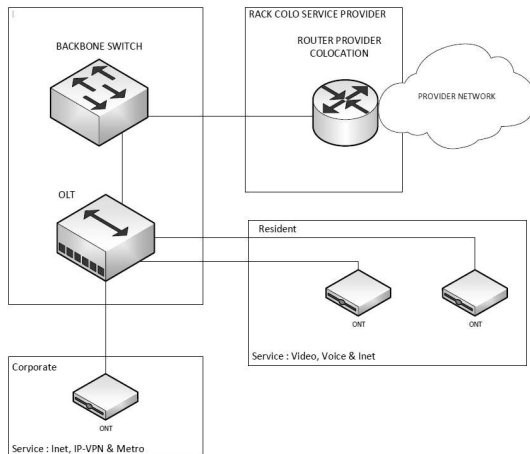 BACKBONE SWITCH
RACK COLO SERVICE PROVIDER
ROUTER PROVIDER
COLOCATION
PROVIDER NETWORK
OLT
Resident
ONT
ONT
Service : Video, Voice & Inet
Corporate
ONT
Service : Inet, IP-VPN & Metro